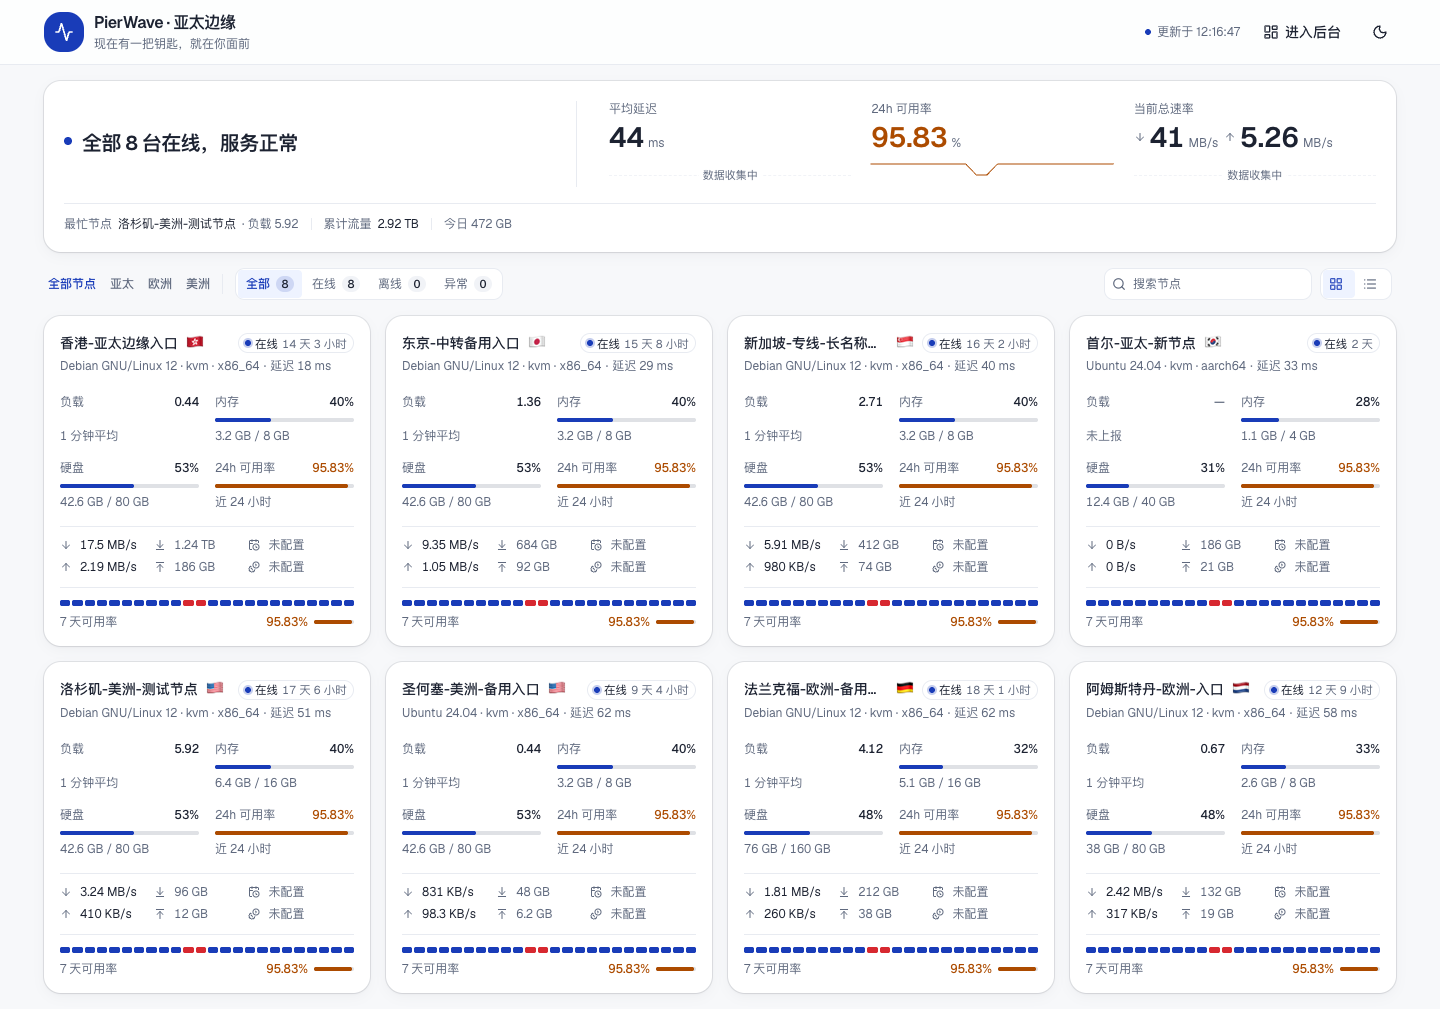 PierWave · 亚太边缘
现在有一把钥匙，就在你面前
更新于 12:16:47
进入后台
全部 8 台在线，服务正常
平均延迟
44 ms
数据收集中
24h 可用率
95.83 %
当前总速率
41 MB/s 5.26 MB/s
数据收集中
最忙节点 洛杉矶-美洲-测试节点 · 负载 5.92 累计流量 2.92 TB 今日 472 GB
全部节点 亚太 欧洲 美洲 全部 8 在线 8 离线 0 异常 0
搜索节点
香港-亚太边缘入口 在线 14 天 3 小时
Debian GNU/Linux 12 · kvm · x86_64 · 延迟 18 ms
负载 0.44 内存 40%
1 分钟平均 3.2 GB / 8 GB
硬盘 53% 24h 可用率 95.83%
42.6 GB / 80 GB 近 24 小时
17.5 MB/s 1.24 TB 未配置
2.19 MB/s 186 GB 未配置
7 天可用率 95.83%
东京-中转备用入口 在线 15 天 8 小时
Debian GNU/Linux 12 · kvm · x86_64 · 延迟 29 ms
负载 1.36 内存 40%
1 分钟平均 3.2 GB / 8 GB
硬盘 53% 24h 可用率 95.83%
42.6 GB / 80 GB 近 24 小时
9.35 MB/s 684 GB 未配置
1.05 MB/s 92 GB 未配置
7 天可用率 95.83%
新加坡-专线-长名称... 在线 16 天 2 小时
Debian GNU/Linux 12 · kvm · x86_64 · 延迟 40 ms
负载 2.71 内存 40%
1 分钟平均 3.2 GB / 8 GB
硬盘 53% 24h 可用率 95.83%
42.6 GB / 80 GB 近 24 小时
5.91 MB/s 412 GB 未配置
980 KB/s 74 GB 未配置
7 天可用率 95.83%
首尔-亚太-新节点 在线 2 天
Ubuntu 24.04 · kvm · aarch64 · 延迟 33 ms
负载 — 内存 28%
未上报 1.1 GB / 4 GB
硬盘 31% 24h 可用率 95.83%
12.4 GB / 40 GB 近 24 小时
0 B/s 186 GB 未配置
0 B/s 21 GB 未配置
7 天可用率 95.83%
洛杉矶-美洲-测试节点 在线 17 天 6 小时
Debian GNU/Linux 12 · kvm · x86_64 · 延迟 51 ms
负载 5.92 内存 40%
1 分钟平均 6.4 GB / 16 GB
硬盘 53% 24h 可用率 95.83%
42.6 GB / 80 GB 近 24 小时
3.24 MB/s 96 GB 未配置
410 KB/s 12 GB 未配置
7 天可用率 95.83%
圣何塞-美洲-备用入口 在线 9 天 4 小时
Ubuntu 24.04 · kvm · x86_64 · 延迟 62 ms
负载 0.44 内存 40%
1 分钟平均 3.2 GB / 8 GB
硬盘 53% 24h 可用率 95.83%
42.6 GB / 80 GB 近 24 小时
831 KB/s 48 GB 未配置
98.3 KB/s 6.2 GB 未配置
7 天可用率 95.83%
法兰克福-欧洲-备用... 在线 18 天 1 小时
Debian GNU/Linux 12 · kvm · x86_64 · 延迟 62 ms
负载 4.12 内存 32%
1 分钟平均 5.1 GB / 16 GB
硬盘 48% 24h 可用率 95.83%
76 GB / 160 GB 近 24 小时
1.81 MB/s 212 GB 未配置
260 KB/s 38 GB 未配置
7 天可用率 95.83%
阿姆斯特丹-欧洲-入口 在线 12 天 9 小时
Debian GNU/Linux 12 · kvm · x86_64 · 延迟 58 ms
负载 0.67 内存 33%
1 分钟平均 2.6 GB / 8 GB
硬盘 48% 24h 可用率 95.83%
38 GB / 80 GB 近 24 小时
2.42 MB/s 132 GB 未配置
317 KB/s 19 GB 未配置
7 天可用率 95.83%